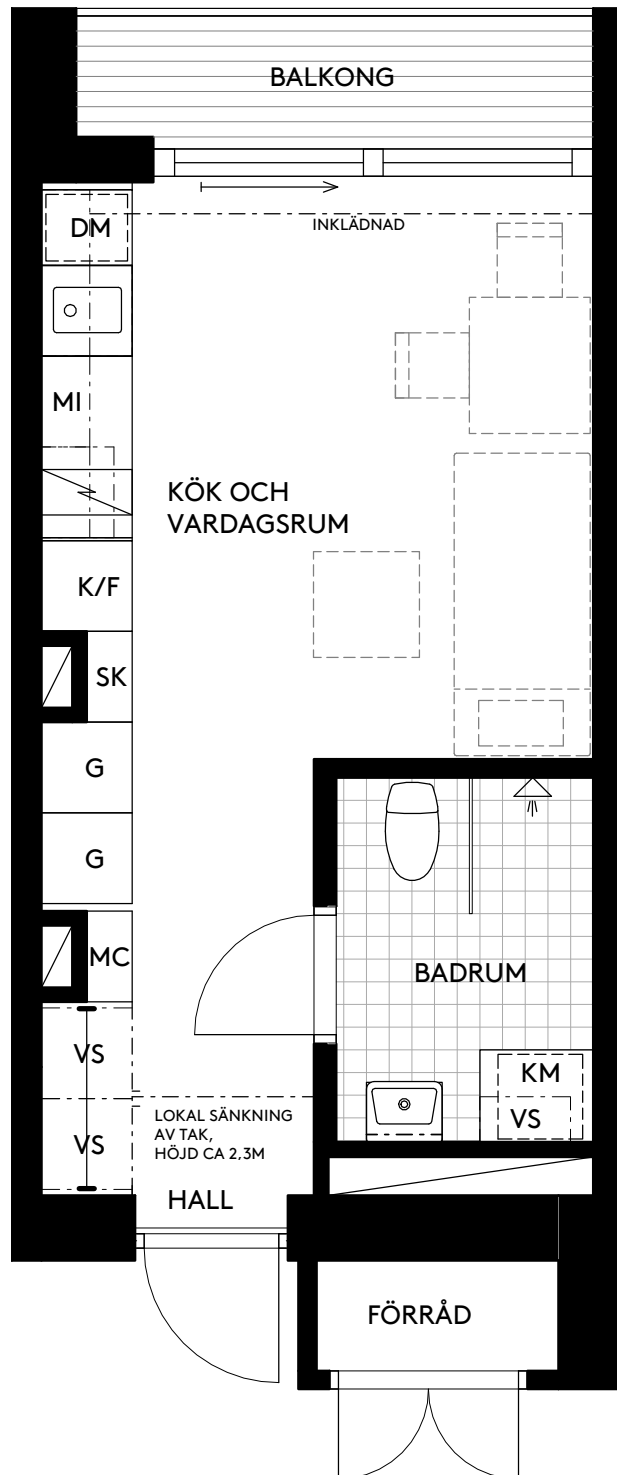 BALKONG
DM
INKLÄDNAD
MI
KÖK OCH
VARDAGSRUM
K/F
SK
G
G
MC
BADRUM
VS
KM
VS
VS
LOKAL SÄNKNING
AV TAK,
HÖJD CA 2,3M
HALL
FÖRRÅD